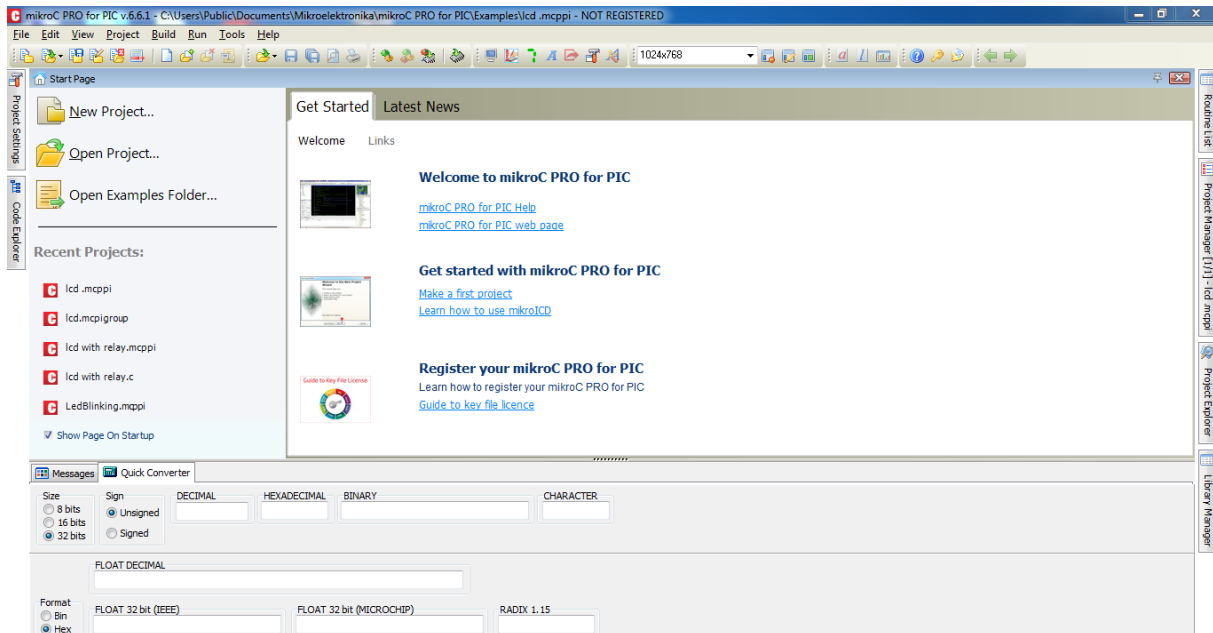 mikroC PRO for PIC v.6.6.1 - C:\Users\Public\Documents\Mikroelektronika\mikroC PRO for PIC\Examples\lcd .mcppi - NOT REGISTERED
File Edit View Project Build Run Tools Help
1024x768
Start Page
Project Settings
Code Explorer
New Project...
Open Project...
Open Examples Folder...
Recent Projects:
lcd .mcppi
lcd.mcpigroup
lcd with relay.mcppi
lcd with relay.c
LedBlinking.mcppi
Show Page On Startup
Get Started Latest News
Welcome Links
Welcome to mikroC PRO for PIC
mikroC PRO for PIC Help
mikroC PRO for PIC web page
Get started with mikroC PRO for PIC
Make a first project
Learn how to use mikroICD
Guide to Key File License
Register your mikroC PRO for PIC
Learn how to register your mikroC PRO for PIC
Guide to key file licence
Routine List
Project Manager [1/1] - lcd .mcppi
Project Explorer
Library Manager
Messages Quick Converter
Size Sign DECIMAL HEXADECIMAL BINARY CHARACTER
8 bits Unsigned
16 bits
32 bits Signed
FLOAT DECIMAL
Format FLOAT 32 bit (IEEE) FLOAT 32 bit (MICROCHIP) RADIX 1.15
Bin
Hex